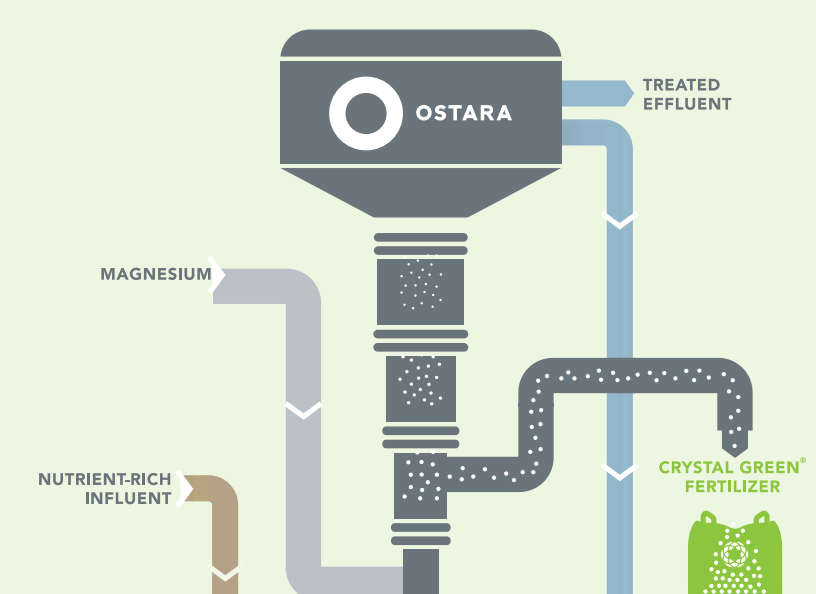 OSTARA
TREATED
EFFLUENT
MAGNESIUM
NUTRIENT-RICH
INFLUENT
CRYSTAL GREEN®
FERTILIZER